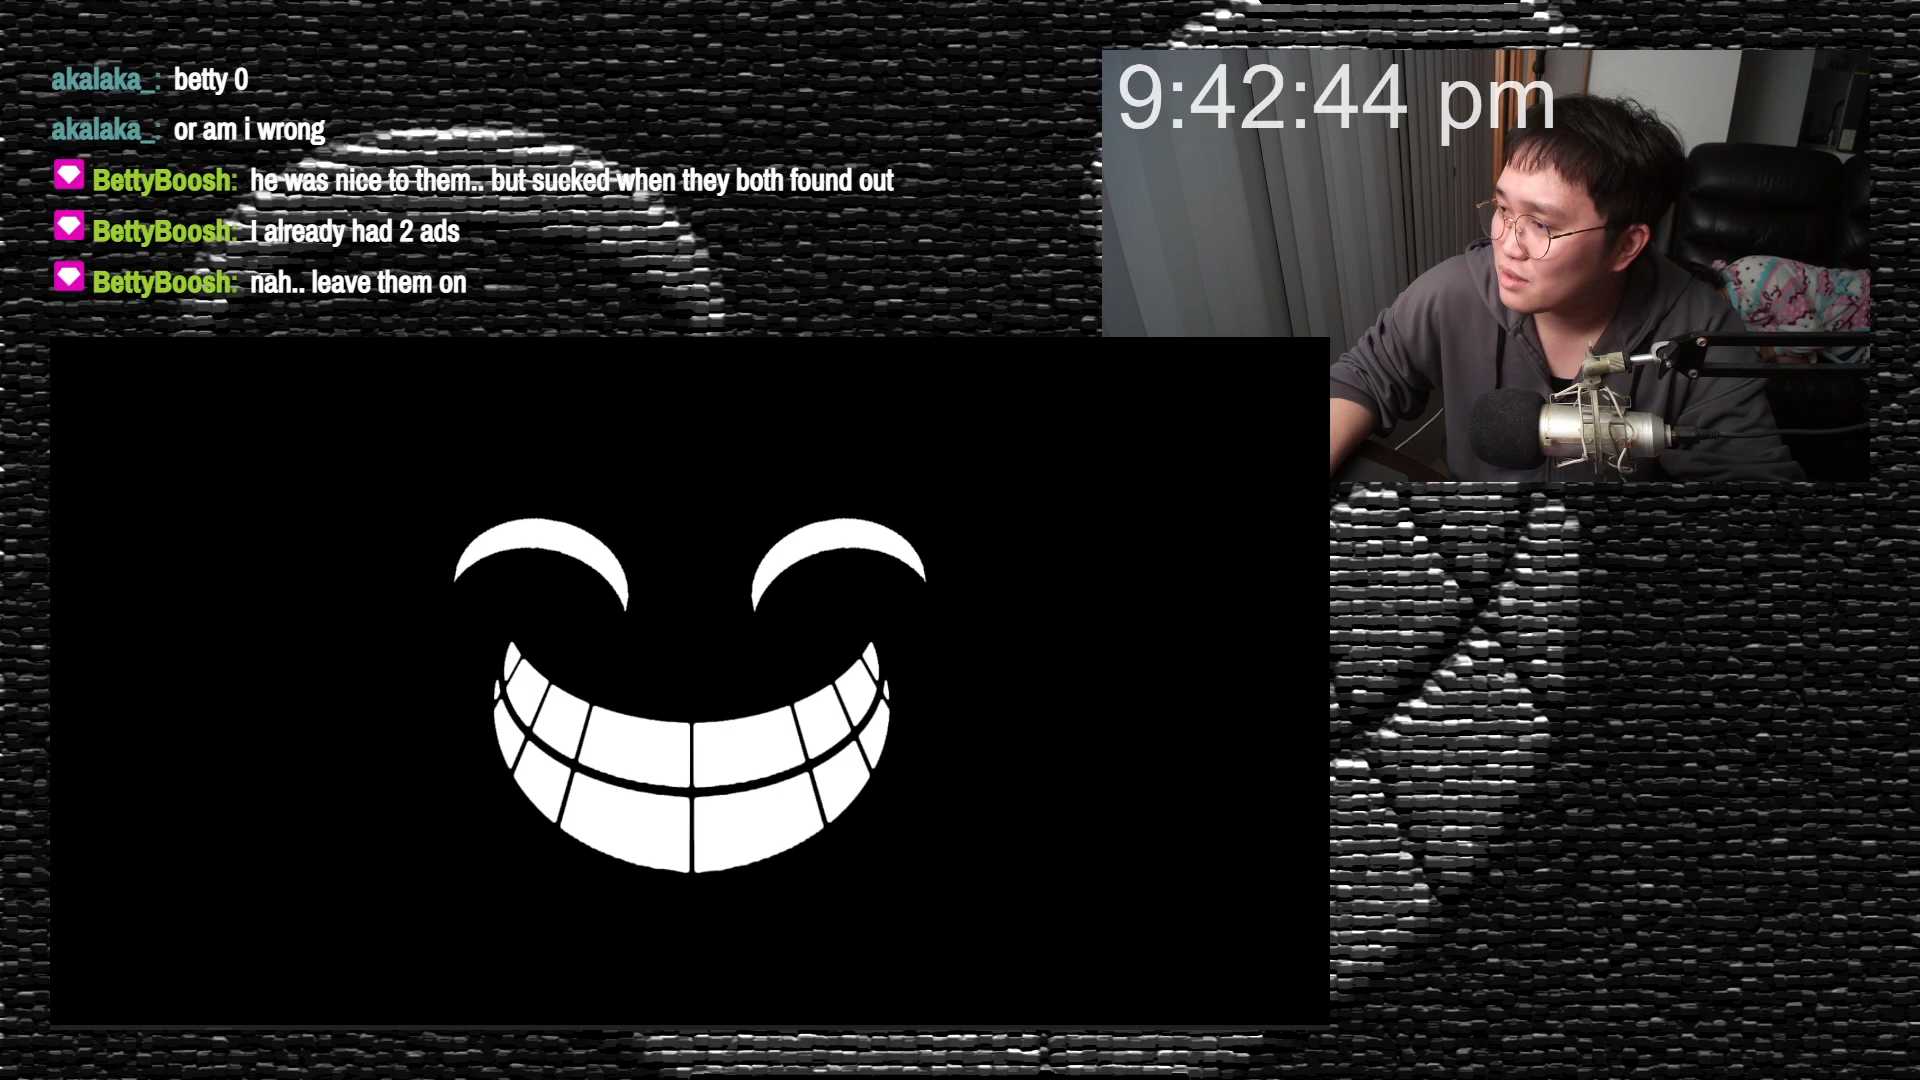 akalaka_: betty 0
akalaka_: or am i wrong
BettyBoosh: he was nice to them.. but sucked when they both found out
BettyBoosh: I already had 2 ads
BettyBoosh: nah.. leave them on
9:42:44 pm